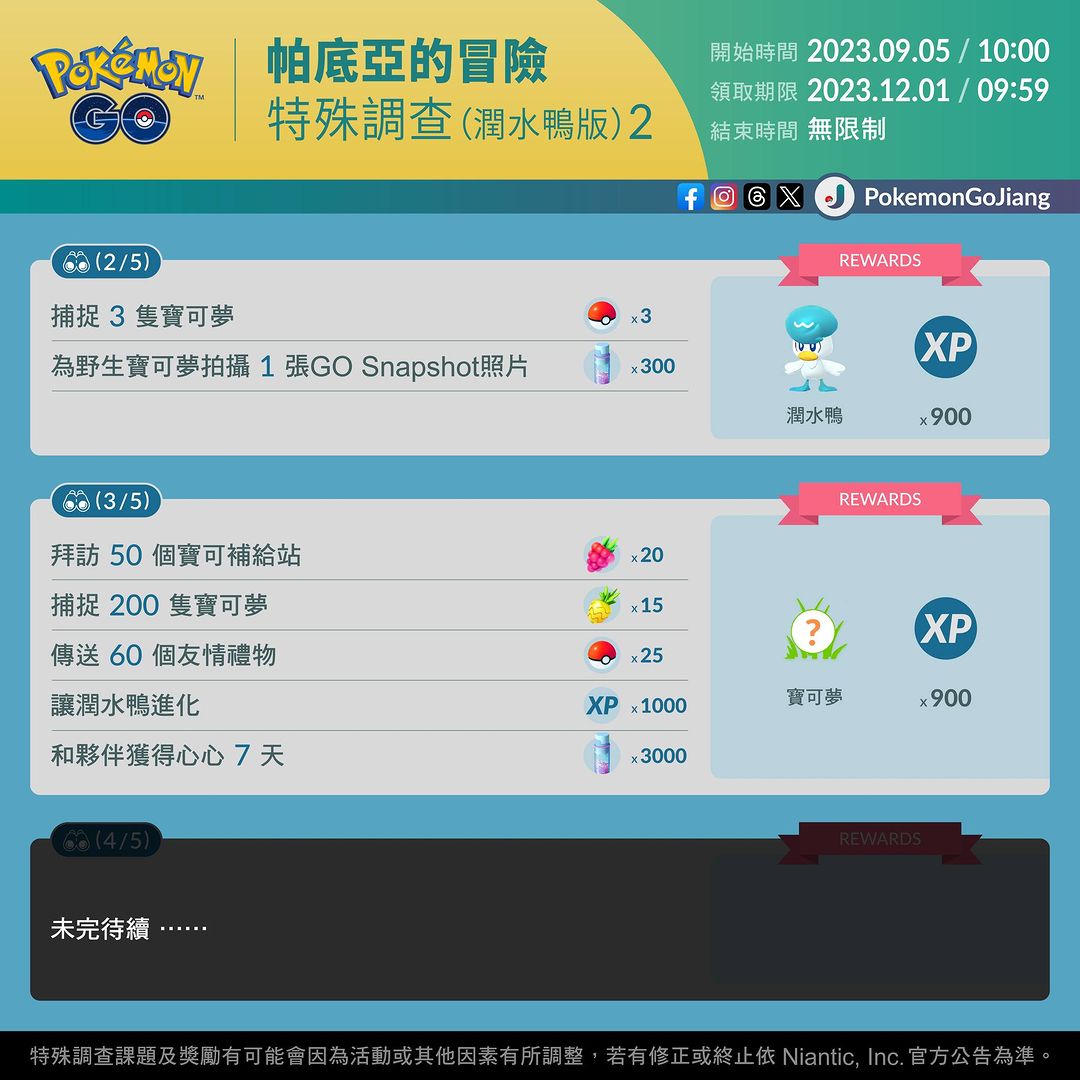 POKÉMON GO
TM
帕底亞的冒險
特殊調查(潤水鴨版)2
開始時間 2023.09.05 / 10:00
領取期限 2023.12.01 / 09:59
結束時間 無限制
PokemonGoJiang
(2/5)
REWARDS
捕捉 3 隻寶可夢
x3
為野生寶可夢拍攝 1 張GO Snapshot照片
x300
XP
潤水鴨
x900
(3/5)
REWARDS
拜訪 50 個寶可補給站
x20
捕捉 200 隻寶可夢
x15
傳送 60 個友情禮物
x25
讓潤水鴨進化
XP x1000
和夥伴獲得心心 7 天
x3000
?
XP
寶可夢
x900
(4/5)
REWARDS
未完待續 ⋯⋯
特殊調查課題及獎勵有可能會因為活動或其他因素有所調整，若有修正或終止依 Niantic, Inc. 官方公告為準。